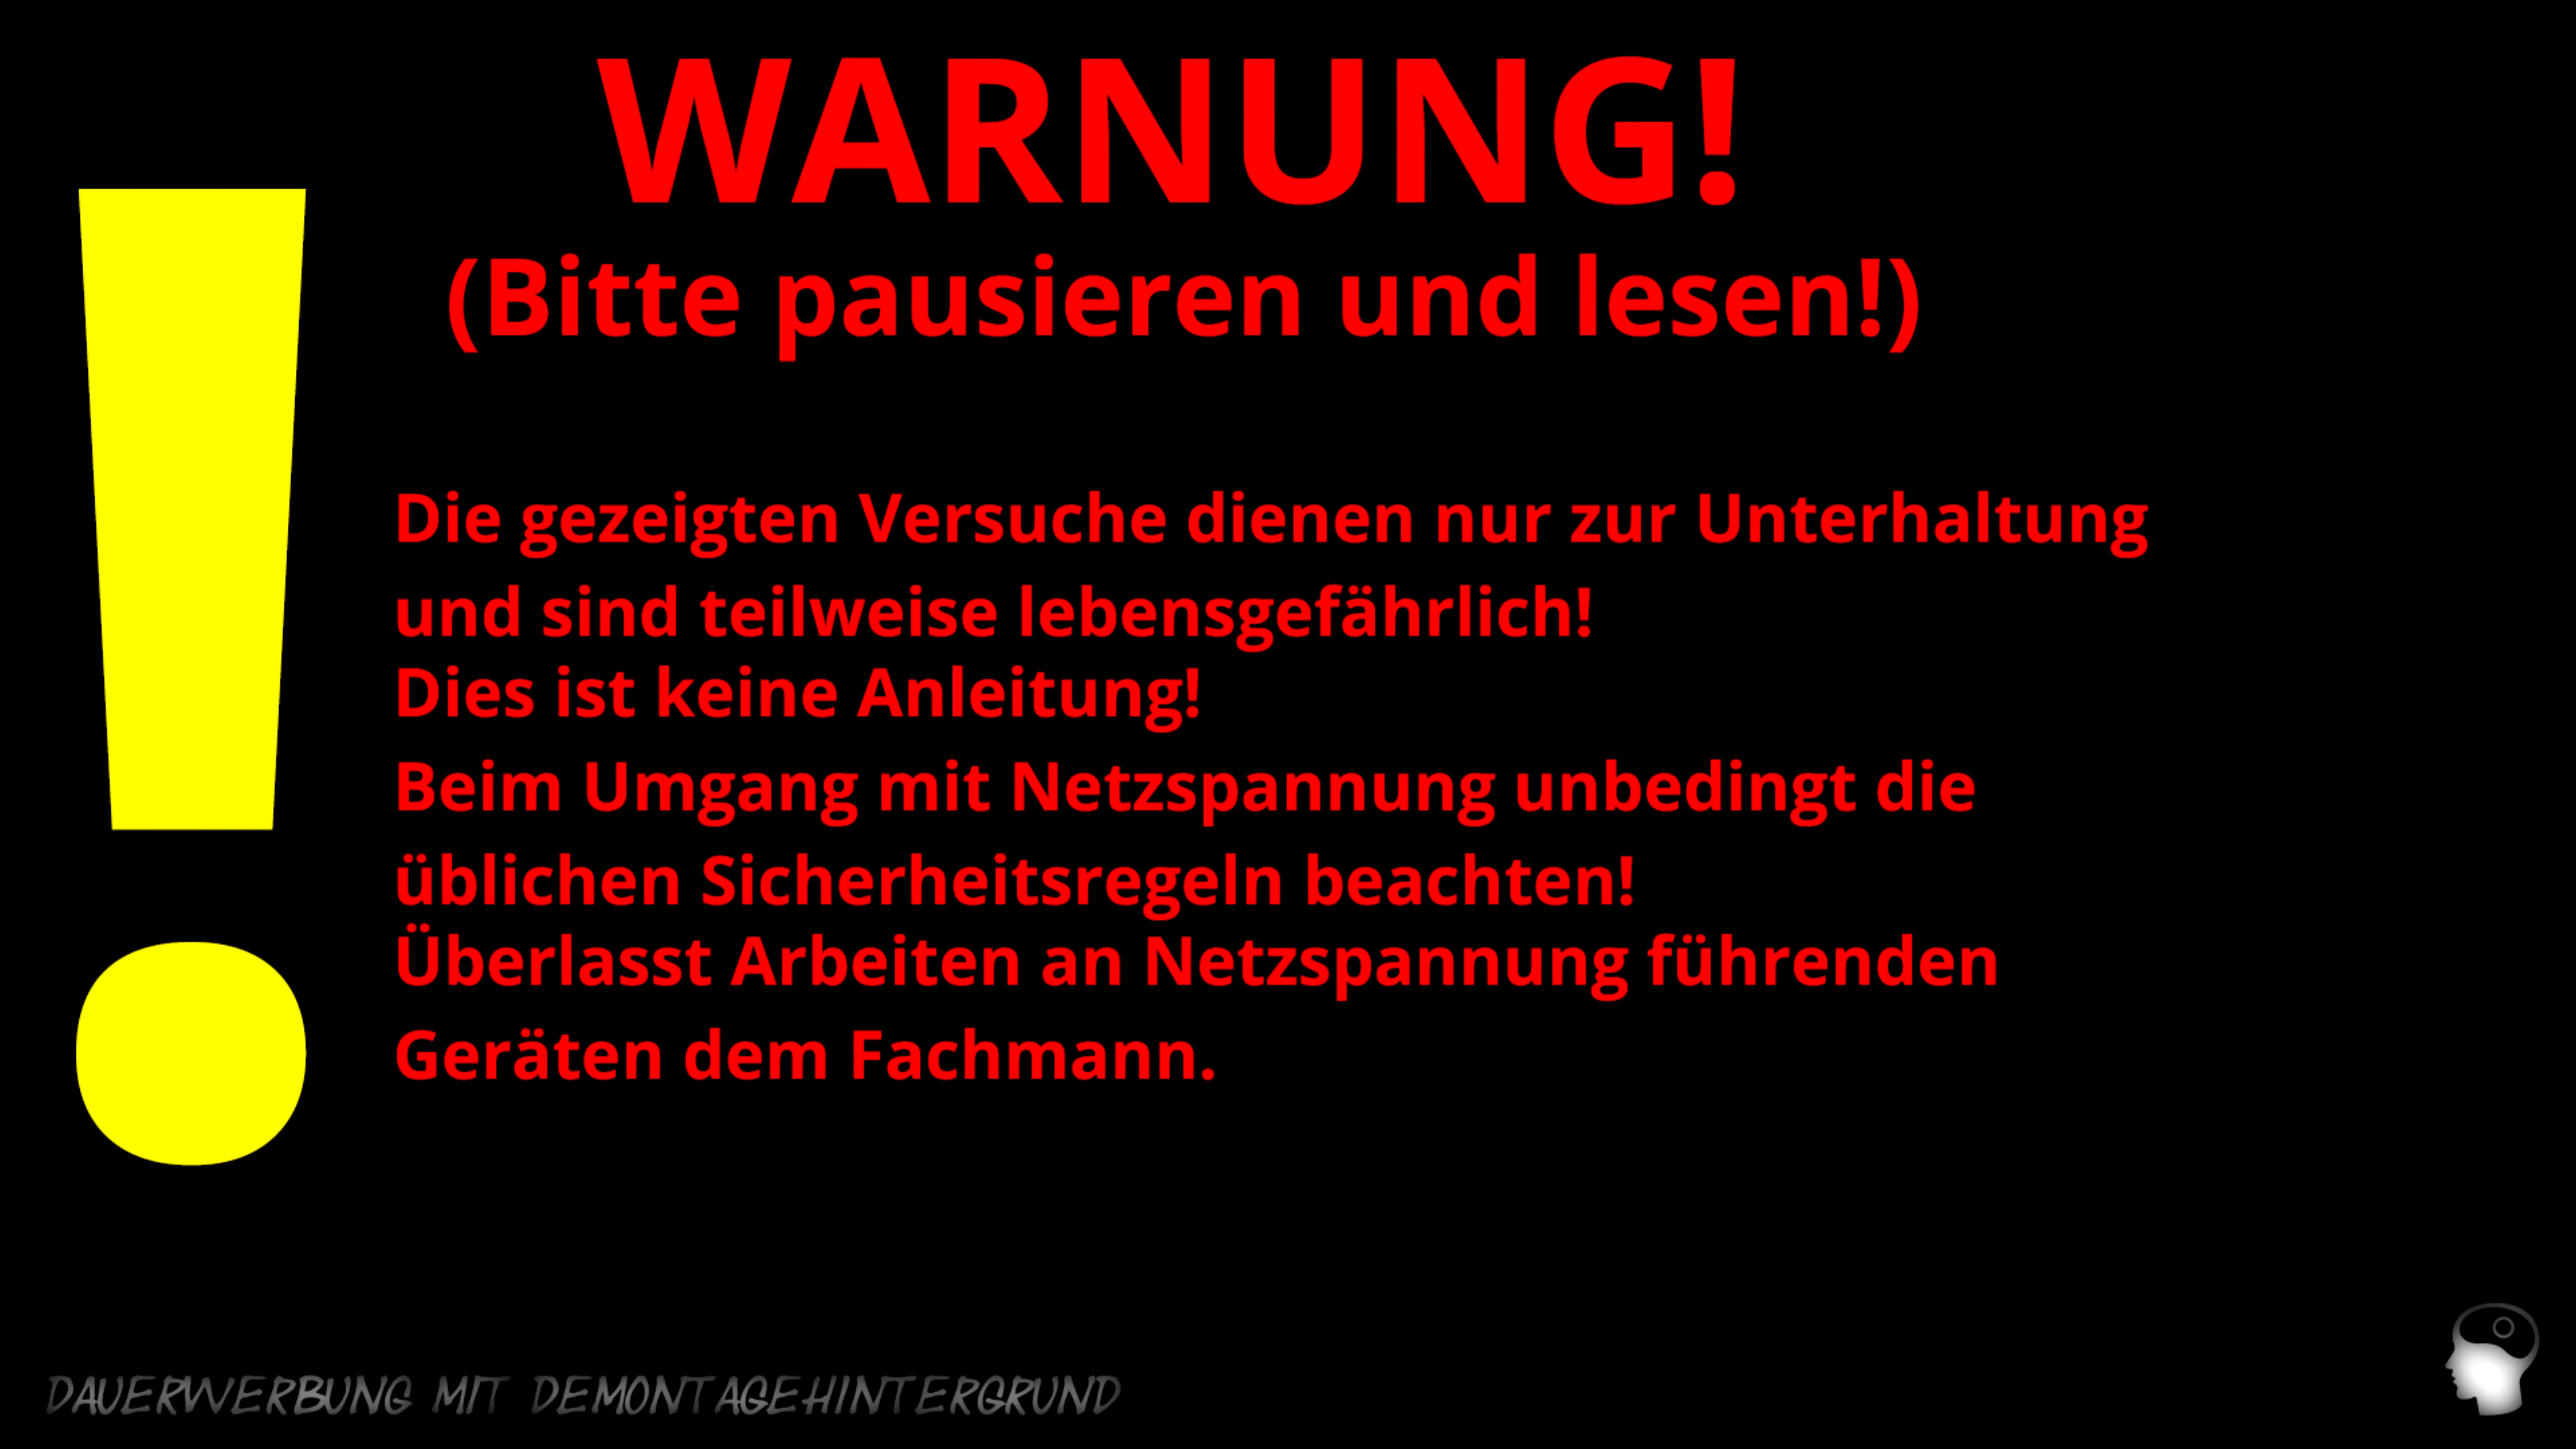 WARNUNG!
(Bitte pausieren und lesen!)
Die gezeigten Versuche dienen nur zur Unterhaltung
und sind teilweise lebensgefährlich!
Dies ist keine Anleitung!
Beim Umgang mit Netzspannung unbedingt die
üblichen Sicherheitsregeln beachten!
Überlasst Arbeiten an Netzspannung führenden
Geräten dem Fachmann.
DAUERWERBUNG MIT DEMONTAGEHINTERGRUND